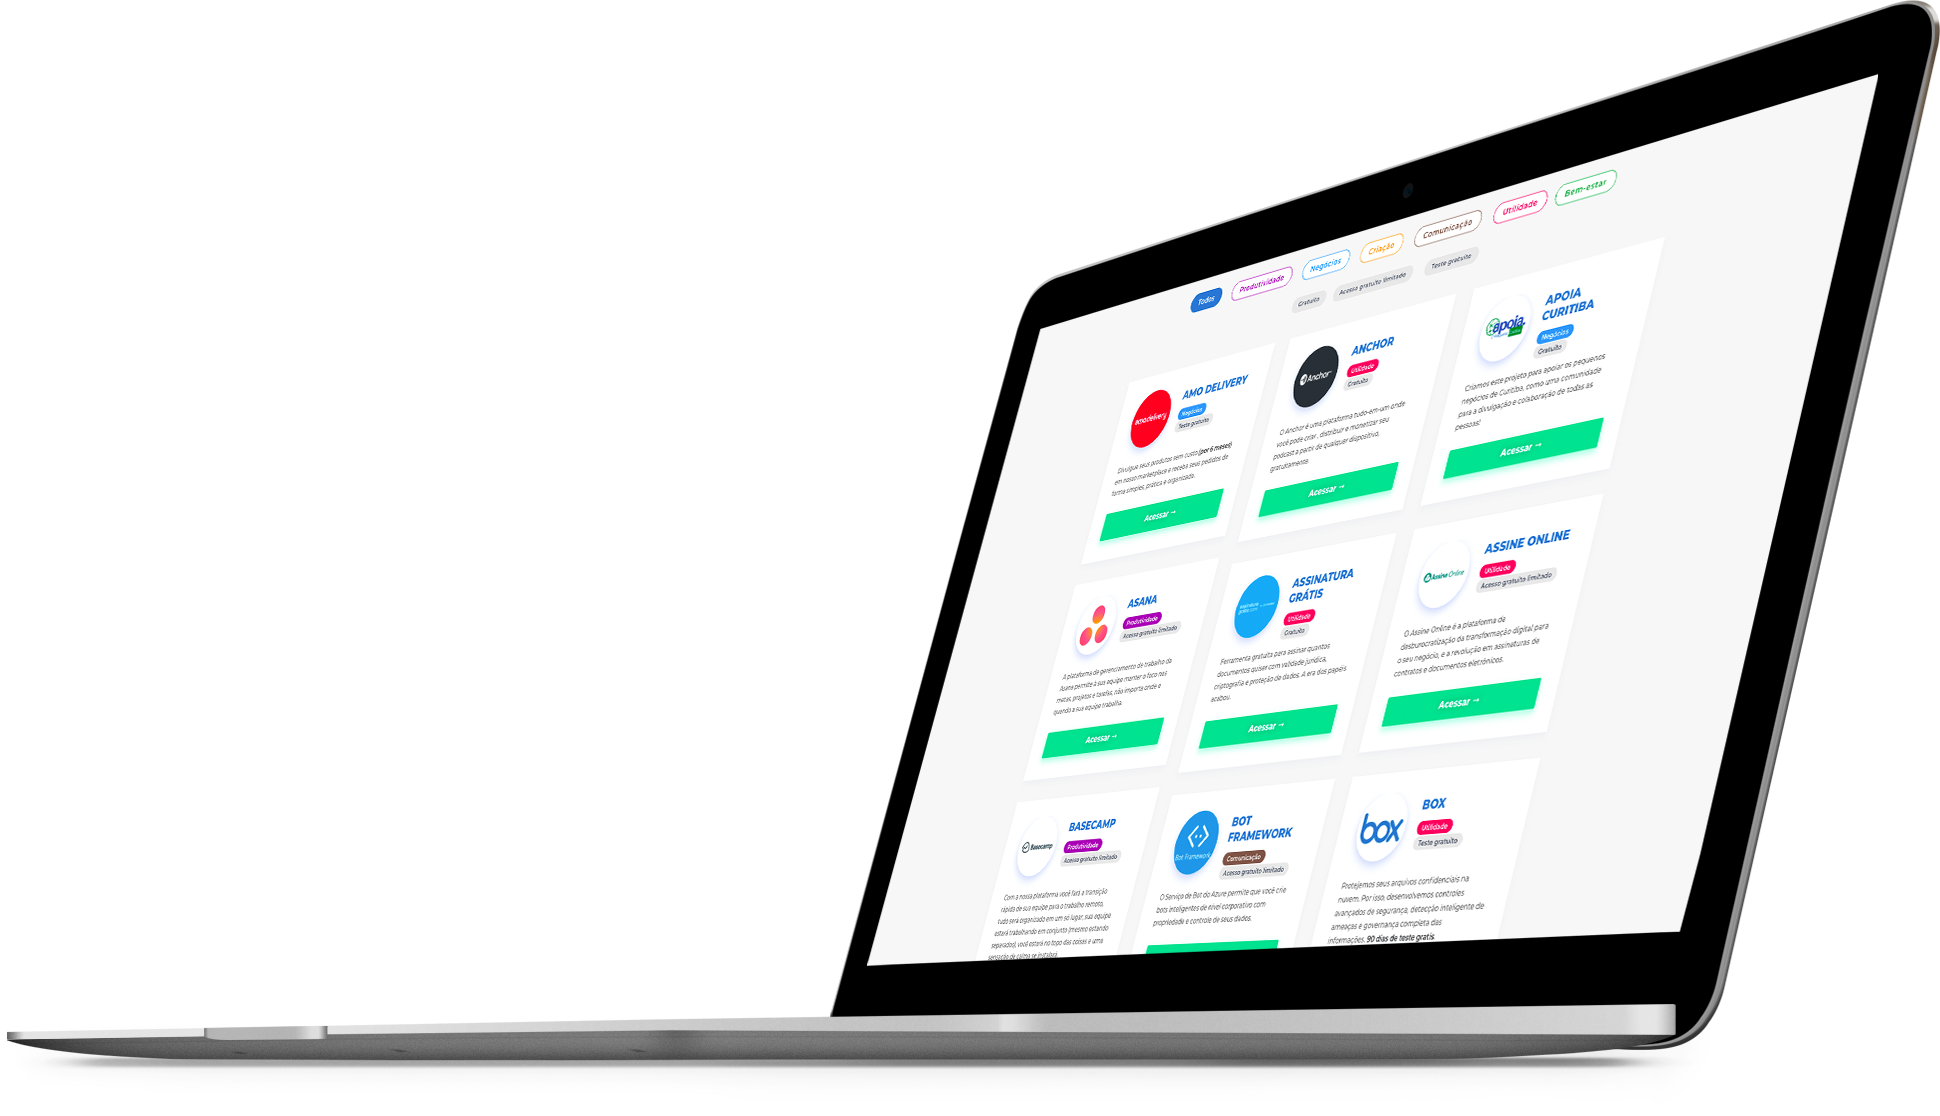 Todos
Produtividade
Negócios
Criação
Comunicação
Utilidade
Bem-estar
Gratuito
Acesso gratuito limitado
Teste gratuito
amodelivery
AMO DELIVERY
Negócios
Teste gratuito
Divulgue seus produtos sem custo (por 6 meses)
em nosso marketplace e receba seus pedidos de
forma simples, prática e organizada.
Acessar →
Anchor
ANCHOR
Utilidade
Gratuito
O Anchor é uma plataforma tudo-em-um onde
você pode criar , distribuir e monetizar seu
podcast a partir de qualquer dispositivo,
gratuitamente.
Acessar →
apoia
APOIA
CURITIBA
Negócios
Gratuito
Criamos este projeto para apoiar os pequenos
negócios de Curitiba, como uma comunidade
para a divulgação e colaboração de todas as
pessoas!
Acessar →
ASANA
Produtividade
Acesso gratuito limitado
A plataforma de gerenciamento de trabalho da
Asana permite à sua equipe manter o foco nas
metas, projetos e tarefas, não importa onde e
quando a sua equipe trabalha.
Acessar →
ASSINATURA
GRÁTIS
Utilidade
Gratuito
Ferramenta gratuita para assinar quantos
documentos quiser com validade jurídica,
criptografia e proteção de dados. A era dos papéis
acabou.
Acessar →
Assine Online
ASSINE ONLINE
Utilidade
Acesso gratuito limitado
O Assine Online é a plataforma de
desburocratização da transformação digital para
o seu negócio, e a revolução em assinaturas de
contratos e documentos eletrônicos.
Acessar →
Basecamp
BASECAMP
Produtividade
Acesso gratuito limitado
Com a nossa plataforma você fará a transição
rápida de sua equipe para o trabalho remoto,
tudo será organizado em um só lugar, sua equipe
estará trabalhando em conjunto (mesmo estando
separados), você estará no topo das coisas e uma
sensação de calma se instalará.
Bot Framework
BOT
FRAMEWORK
Comunicação
Acesso gratuito limitado
O Serviço de Bot do Azure permite que você crie
bots inteligentes de nível corporativo com
propriedade e controle de seus dados.
box
BOX
Utilidade
Teste gratuito
Protejemos seus arquivos confidenciais na
nuvem. Por isso, desenvolvemos controles
avançados de segurança, detecção inteligente de
ameaças e governança completa das
informações. 90 dias de teste grátis.